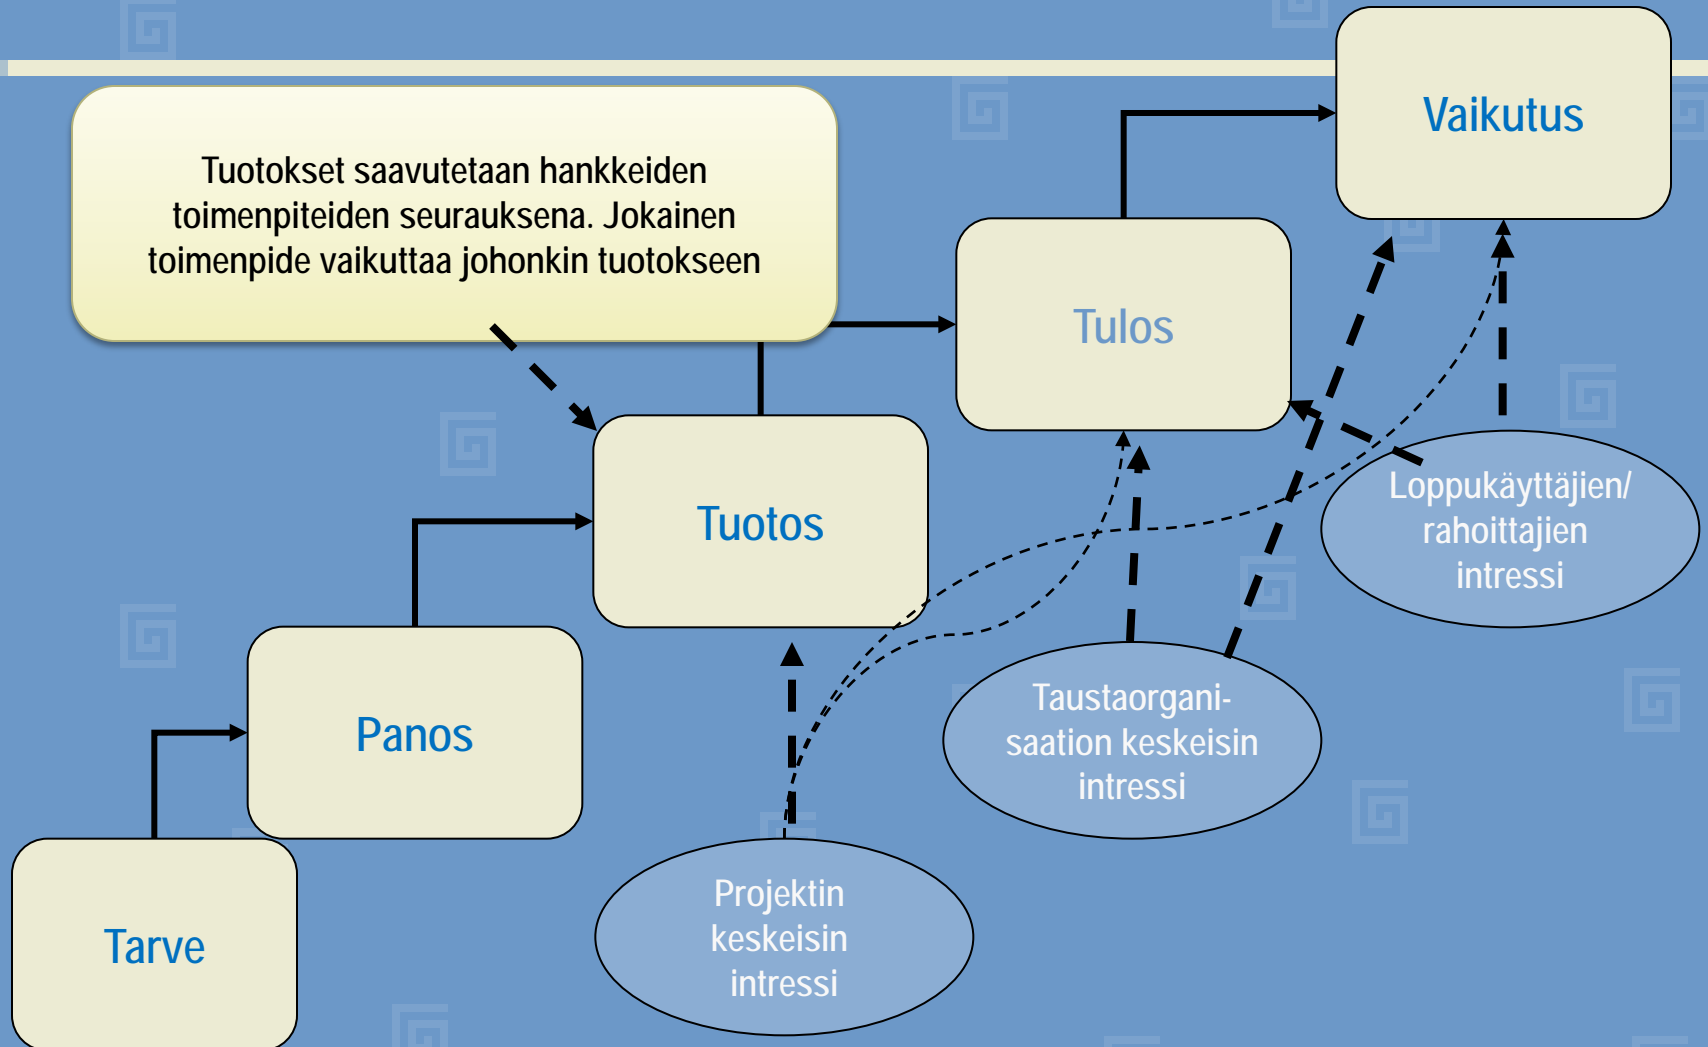 Vaikutus
Tuotokset saavutetaan hankkeiden
toimenpiteiden seurauksena. Jokainen
toimenpide vaikuttaa johonkin tuotokseen
Tulos
Tuotos
Loppukäyttäjien/
rahoittajien
intressi
Panos
Taustaorgani-
saation keskeisin
intressi
Tarve
Projektin
keskeisin
intressi